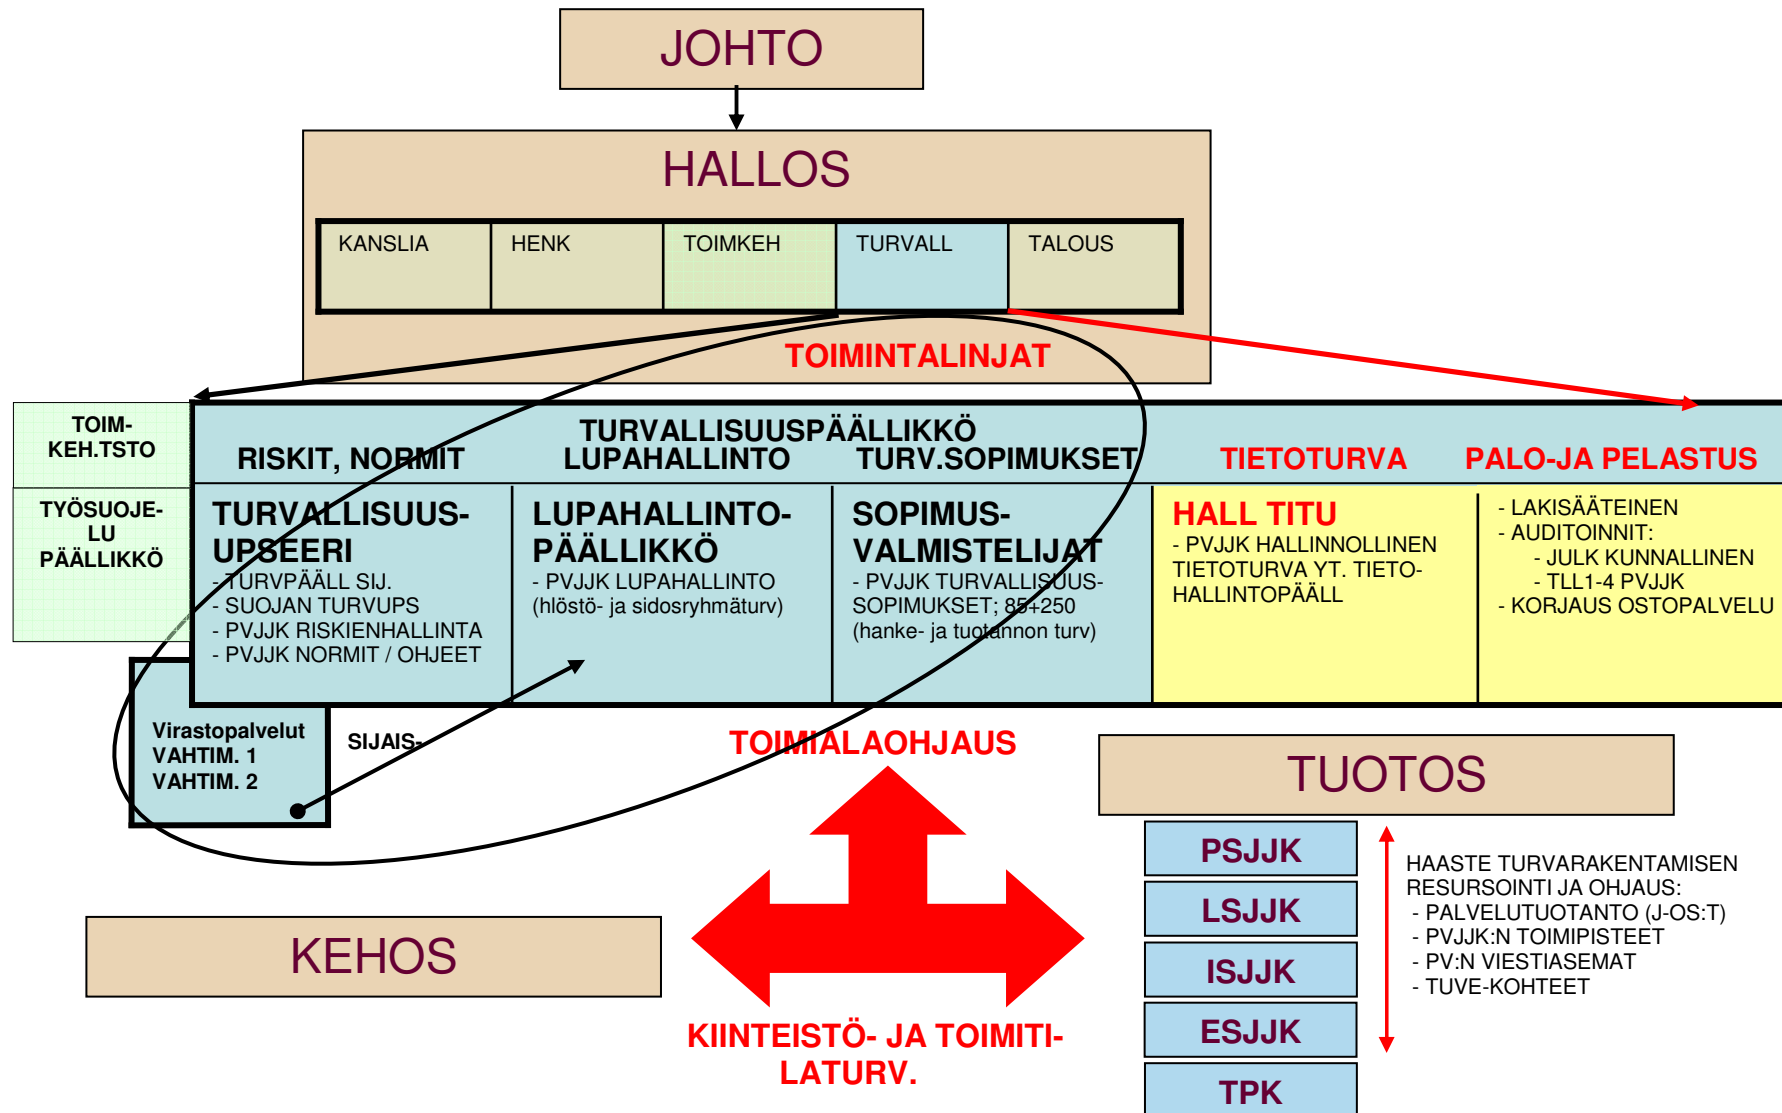 JOHTO
HALLOS
KANSLIA
HENK
TOIMKEH
TURVALL
TALOUS
TOIMINTALINJAT
TOIM-
KEH.TSTO
TYÖSUOJE-
LU
PÄÄLLIKKÖ
TURVALLISUUSPÄÄLLIKKÖ
RISKIT, NORMIT
LUPAHALLINTO
TURV.SOPIMUKSET
TIETOTURVA
PALO-JA PELASTUS
TURVALLISUUS-
UPSEERI
- TURVPÄÄLL SIJ.
- SUOJAN TURVUPS
- PVJJK RISKIENHALLINTA
- PVJJK NORMIT / OHJEET
LUPAHALLINTO-
PÄÄLLIKKÖ
- PVJJK LUPAHALLINTO
(hlöstö- ja sidosryhmäturv)
SOPIMUS-
VALMISTELIJAT
- PVJJK TURVALLISUUS-
SOPIMUKSET; 85+250
(hanke- ja tuotannon turv)
HALL TITU
- PVJJK HALLINNOLLINEN
TIETOTURVA YT. TIETO-
HALLINTOPÄÄLL
- LAKISÄÄTEINEN
- AUDITOINNIT:
- JULK KUNNALLINEN
- TLL1-4 PVJJK
- KORJAUS OSTOPALVELU
Virastopalvelut
VAHTIM. 1
VAHTIM. 2
SIJAIS-
TOIMIALAOHJAUS
KEHOS
KIINTEISTÖ- JA TOIMITI-
LATURV.
TUOTOS
PSJJK
LSJJK
ISJJK
ESJJK
TPK
HAASTE TURVARAKENTAMISEN
RESURSOINTI JA OHJAUS:
- PALVELUTUOTANTO (J-OS:T)
- PVJJK:N TOIMIPISTEET
- PV:N VIESTIASEMAT
- TUVE-KOHTEET